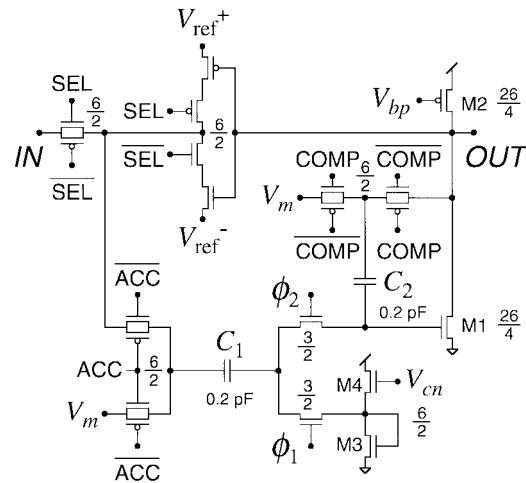 V_ref+
SEL
6/2
IN
SEL
SEL
SEL
6/2
V_ref-
V_bp
M2
26/4
OUT
COMP
6/2
COMP
V_m
COMP
COMP
ACC
C_2
0.2 pF
ϕ_2
3/2
M1
26/4
ACC
6/2
C_1
0.2 pF
3/2
M4
V_cn
V_m
ϕ_1
M3
6/2
ACC